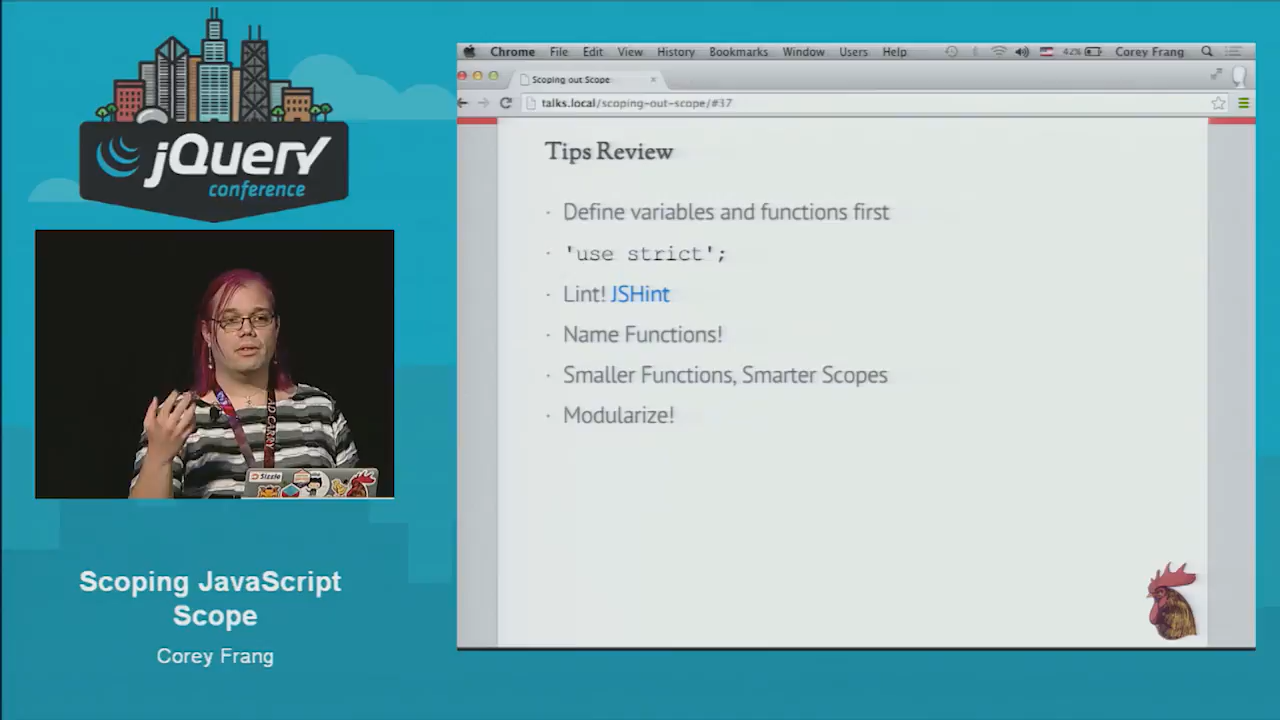 jQuery
conference
Scoping JavaScript
Scope
Corey Frang
Chrome File Edit View History Bookmarks Window Users Help 42% Corey Frang
Scoping out Scope
talks.local/scoping-out-scope/#37
Tips Review
· Define variables and functions first
· 'use strict';
· Lint! JSHint
· Name Functions!
· Smaller Functions, Smarter Scopes
· Modularize!
Sizzle